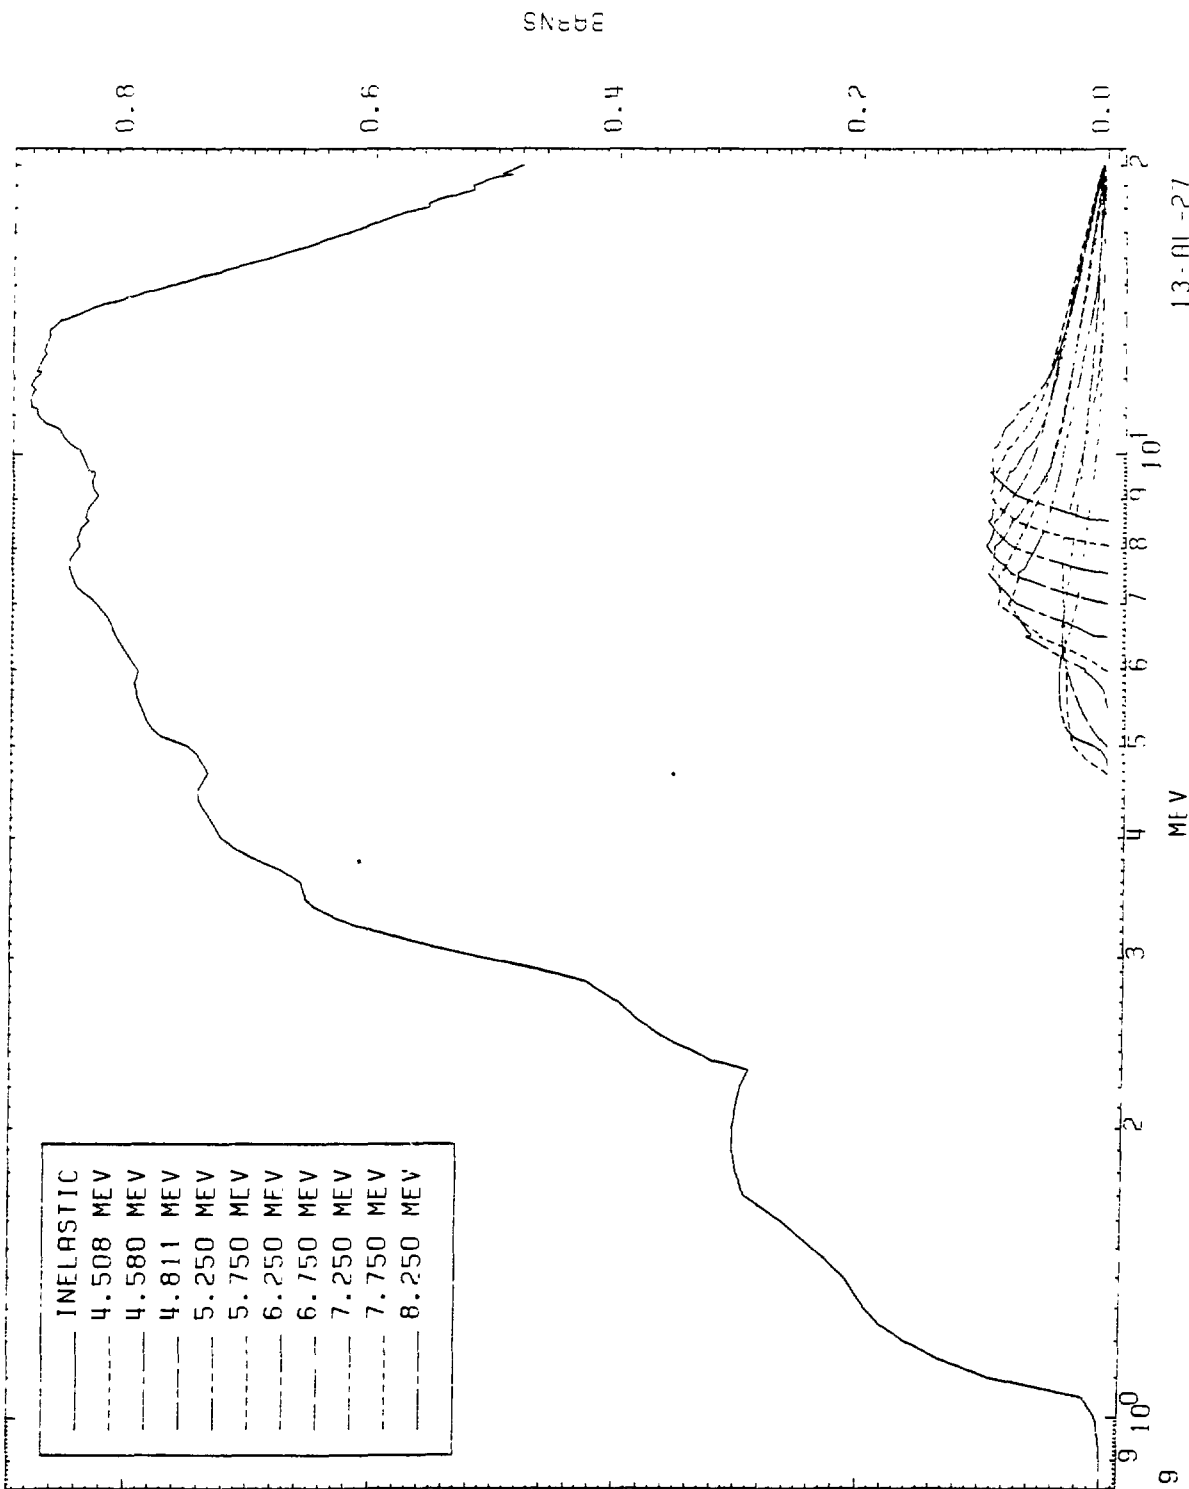 INELASTIC
4.508 MEV
4.580 MEV
4.811 MEV
5.250 MEV
5.750 MEV
6.250 MEV
6.750 MEV
7.250 MEV
7.750 MEV
8.250 MEV
BARNS
0.8
0.6
0.4
0.2
0.0
9 10⁰ 2 3 4 5 6 7 8 9 10¹ 2
MEV
9
13-AL-27